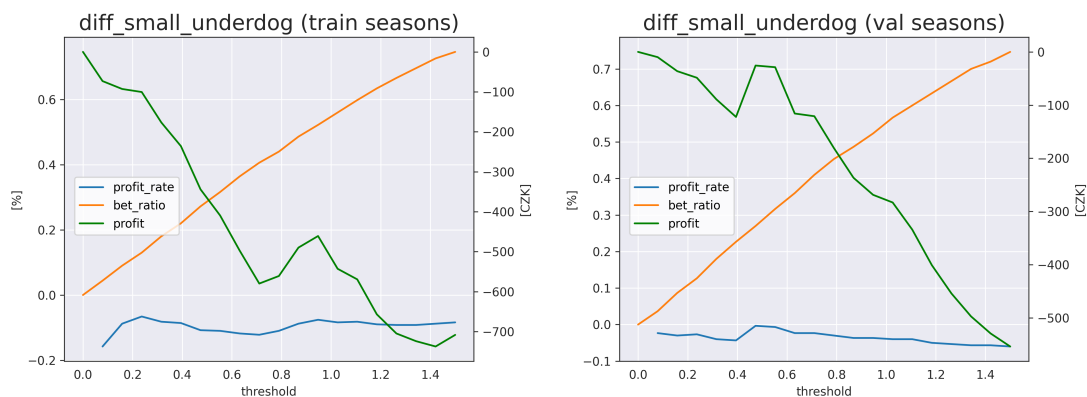 diff_small_underdog (train seasons)
0.6
0.4
0.2
0.0
−0.2
[%]
0
−100
−200
−300
−400
−500
−600
−700
[CZK]
profit_rate
bet_ratio
profit
0.0 0.2 0.4 0.6 0.8 1.0 1.2 1.4
threshold
diff_small_underdog (val seasons)
0.7
0.6
0.5
0.4
0.3
0.2
0.1
0.0
−0.1
[%]
0
−100
−200
−300
−400
−500
[CZK]
profit_rate
bet_ratio
profit
0.0 0.2 0.4 0.6 0.8 1.0 1.2 1.4
threshold